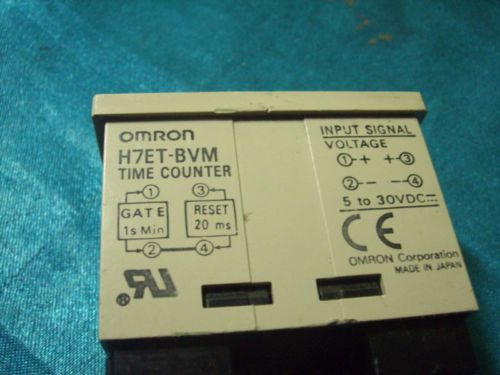 OMRON
H7ET-BVM
TIME COUNTER
① ③
GATE
1s Min
RESET
20 ms
② ④
INPUT SIGNAL
VOLTAGE
①-+ +-③
②-- --④
5 to 30VDC⎓
CE
OMRON Corporation
MADE IN JAPAN
RU
®